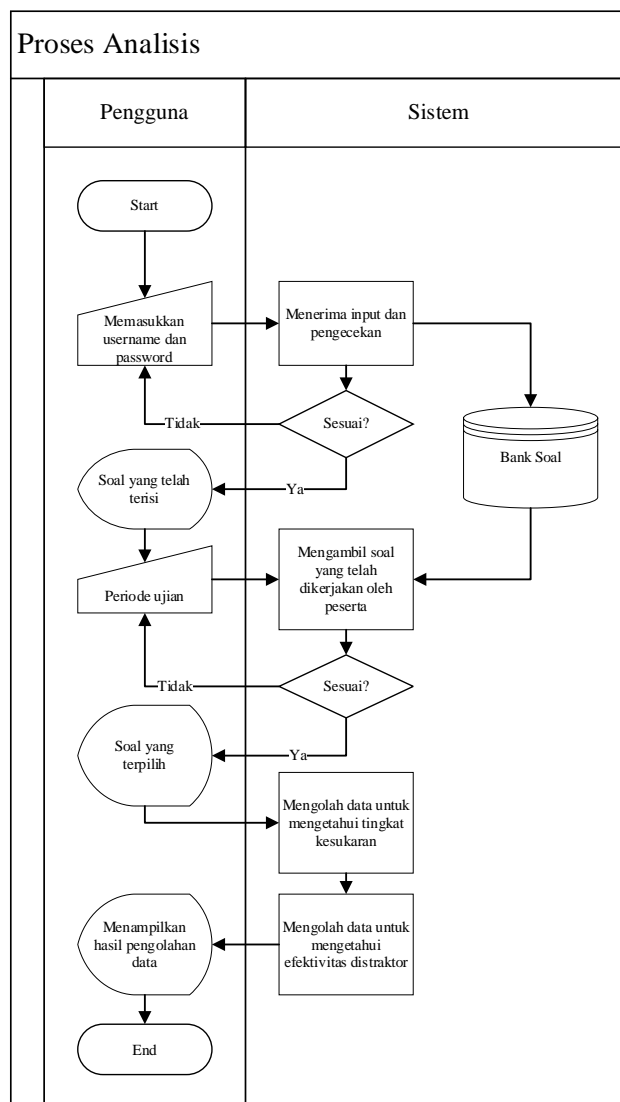 Proses Analisis
Pengguna
Sistem
Start
Memasukkan
username dan
password
Menerima input dan
pengecekan
Tidak
Sesuai?
Bank Soal
Soal yang telah
terisi
Ya
Periode ujian
Mengambil soal
yang telah
dikerjakan oleh
peserta
Tidak
Sesuai?
Soal yang
terpilih
Ya
Mengolah data untuk
mengetahui tingkat
kesukaran
Menampilkan
hasil pengolahan
data
Mengolah data untuk
mengetahui
efektivitas distraktor
End